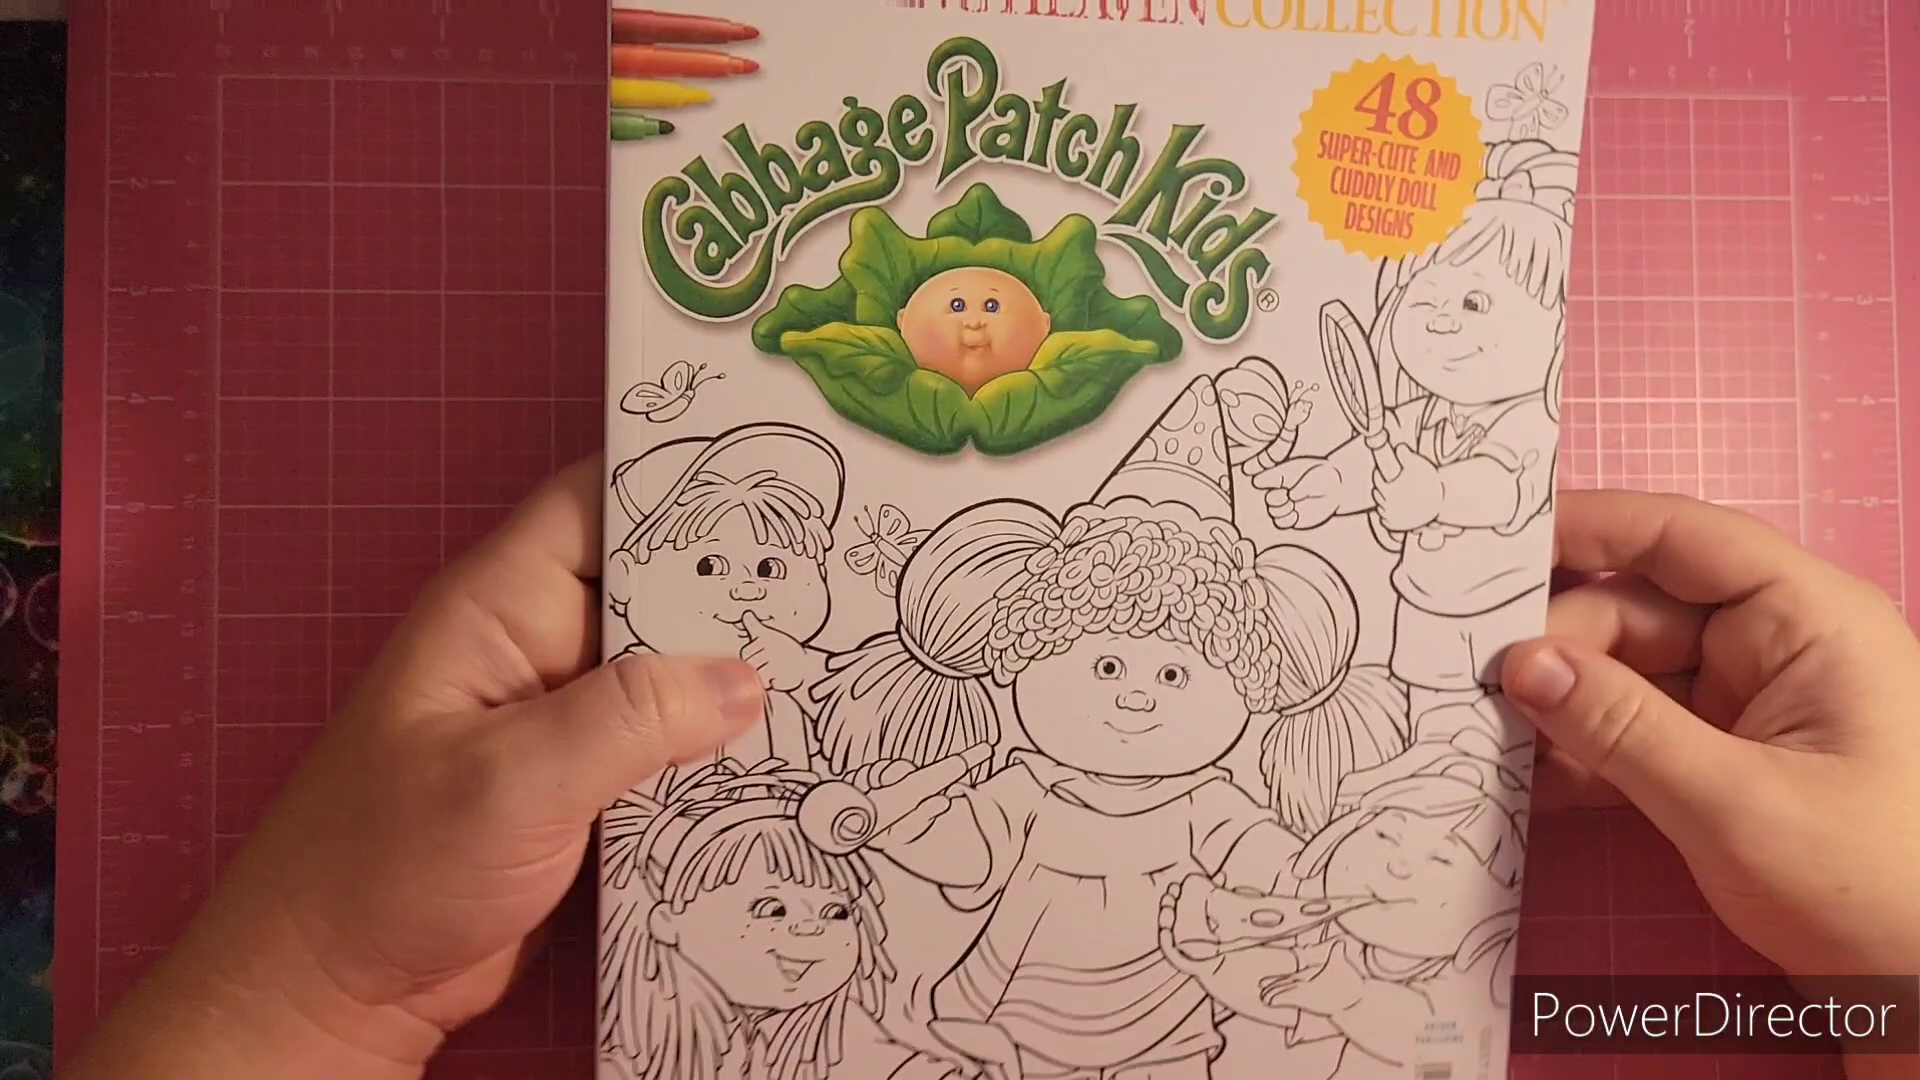 COLLECTION
Cabbage Patch Kids®
48
SUPER-CUTE AND
CUDDLY DOLL
DESIGNS
PowerDirector